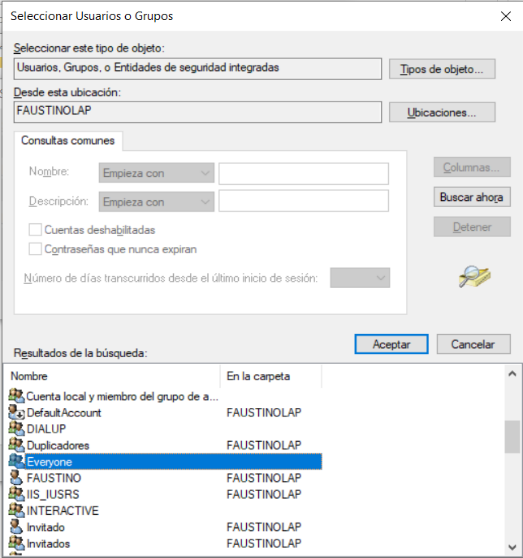 Seleccionar Usuarios o Grupos
Seleccionar este tipo de objeto:
Usuarios, Grupos, o Entidades de seguridad integradas
Tipos de objeto...
Desde esta ubicación:
FAUSTINOLAP
Ubicaciones...
Consultas comunes
Nombre:
Empieza con
Columnas...
Descripción:
Empieza con
Buscar ahora
Cuentas deshabilitadas
Detener
Contraseñas que nunca expiran
Número de días transcurridos desde el último inicio de sesión:
Aceptar
Cancelar
Resultados de la búsqueda:
Nombre En la carpeta
Cuenta local y miembro del grupo de a...
DefaultAccount FAUSTINOLAP
DIALUP
Duplicadores FAUSTINOLAP
Everyone
FAUSTINO FAUSTINOLAP
IIS_IUSRS FAUSTINOLAP
INTERACTIVE
Invitado FAUSTINOLAP
Invitados FAUSTINOLAP